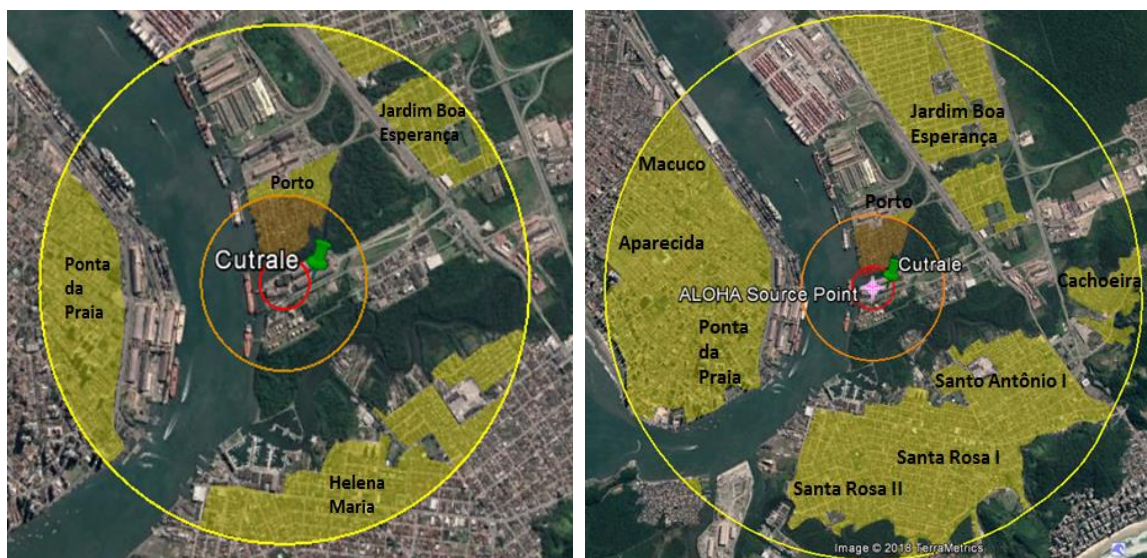 Jardim Boa
Esperança
Porto
Cutrale
Ponta
da
Praia
Helena
Maria
Jardim Boa
Esperança
Macuco
Porto
Aparecida
Cutrale
Cachoeira
ALOHA Source Point
Ponta
da
Praia
Santo Antônio I
Santa Rosa I
Santa Rosa II
Image © 2018 TerraMetrics